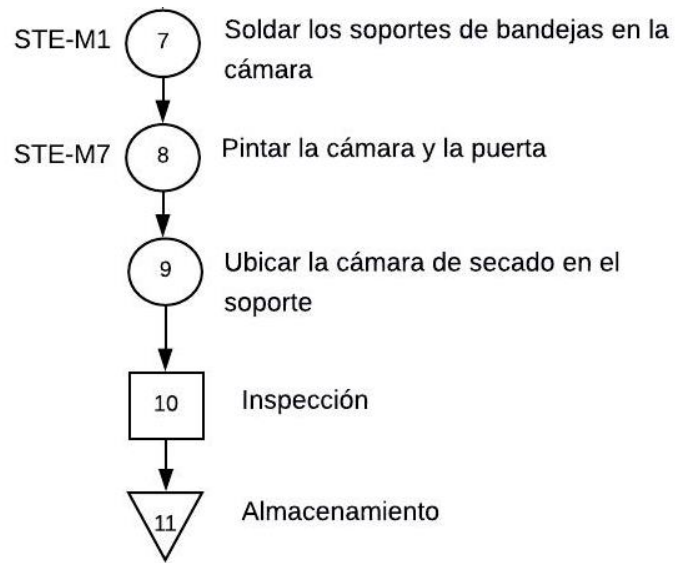 STE-M1 7 Soldar los soportes de bandejas en la
cámara
STE-M7 8 Pintar la cámara y la puerta
9 Ubicar la cámara de secado en el
soporte
10 Inspección
11 Almacenamiento